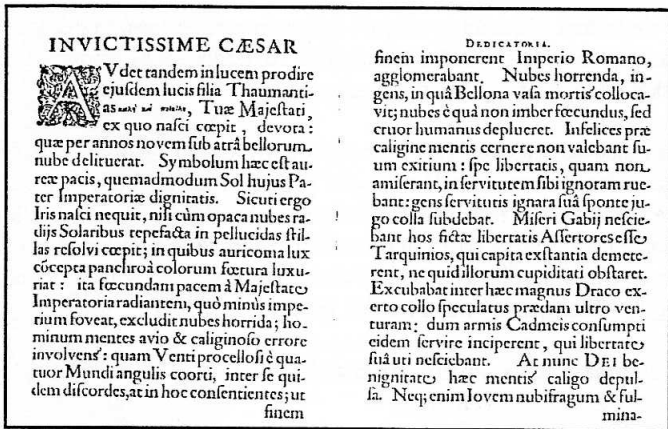 INVICTISSIME CÆSAR
AVdet tandem in lucem prodire
ejuſdem lucis filia Thaumanti-
as, Tuæ Majeſtati,
ex quo naſci cœpit, devota:
quæ per annos novem ſub atrâ bellorum
nube delituerat. Symbolum hæc eſt au-
reæ pacis, quemadmodum Sol hujus Pa-
ter Imperatoriæ dignitatis. Sicuti ergo
Iris naſci nequit, niſi cùm opaca nubes ra-
dijs Solaribus tepefacta in pellucidas ſtil-
las reſolvi cœpit; in quibus auricoma lux
cōcepta panchroâ colorum fœtura luxu-
riat: ita fœcundam pacem â Majeſtate
Imperatoria radiantem, quò minùs impe-
rium foveat, excludit nubes horrida; ho-
minum mentes avio & caliginoſo errore
involvens: quam Venti procelloſi è qua-
tuor Mundi angulis coorti, inter ſe qui-
dem diſcordes, at in hoc conſentientes; ut
finem
DEDICATORIA.
finem imponerent Imperio Romano,
agglomerabant. Nubes horrenda, in-
gens, in quâ Bellona vaſa mortis colloca-
vit; nubes è quâ non imber fœcundus, ſed
cruor humanus deplueret. Infelices præ
caligine mentis cernere non valebant ſu-
um exitium: ſpe libertatis, quam non
amiſerant, in ſervitutem ſibi ignotam rue-
bant: gens ſervitutis ignara ſuâ ſponte ju-
go colla ſubdebat. Miſeri Gabij neſcie-
bant hos fictæ libertatis Aſſertores eſſe
Tarquinios, qui capita exſtantia demete-
rent, ne quid illorum cupiditati obſtaret.
Excubabat inter hæc magnus Draco ex-
erto collo ſpeculatus prædam ultro ven-
turam: dum armis Cadmeis conſumpti
eidem ſervire inciperent, qui libertate
ſuâ uti neſciebant. At nunc DEI be-
nignitate hæc mentis caligo depul-
ſa. Neq; enim Iovem nubifragum & ful-
mina-